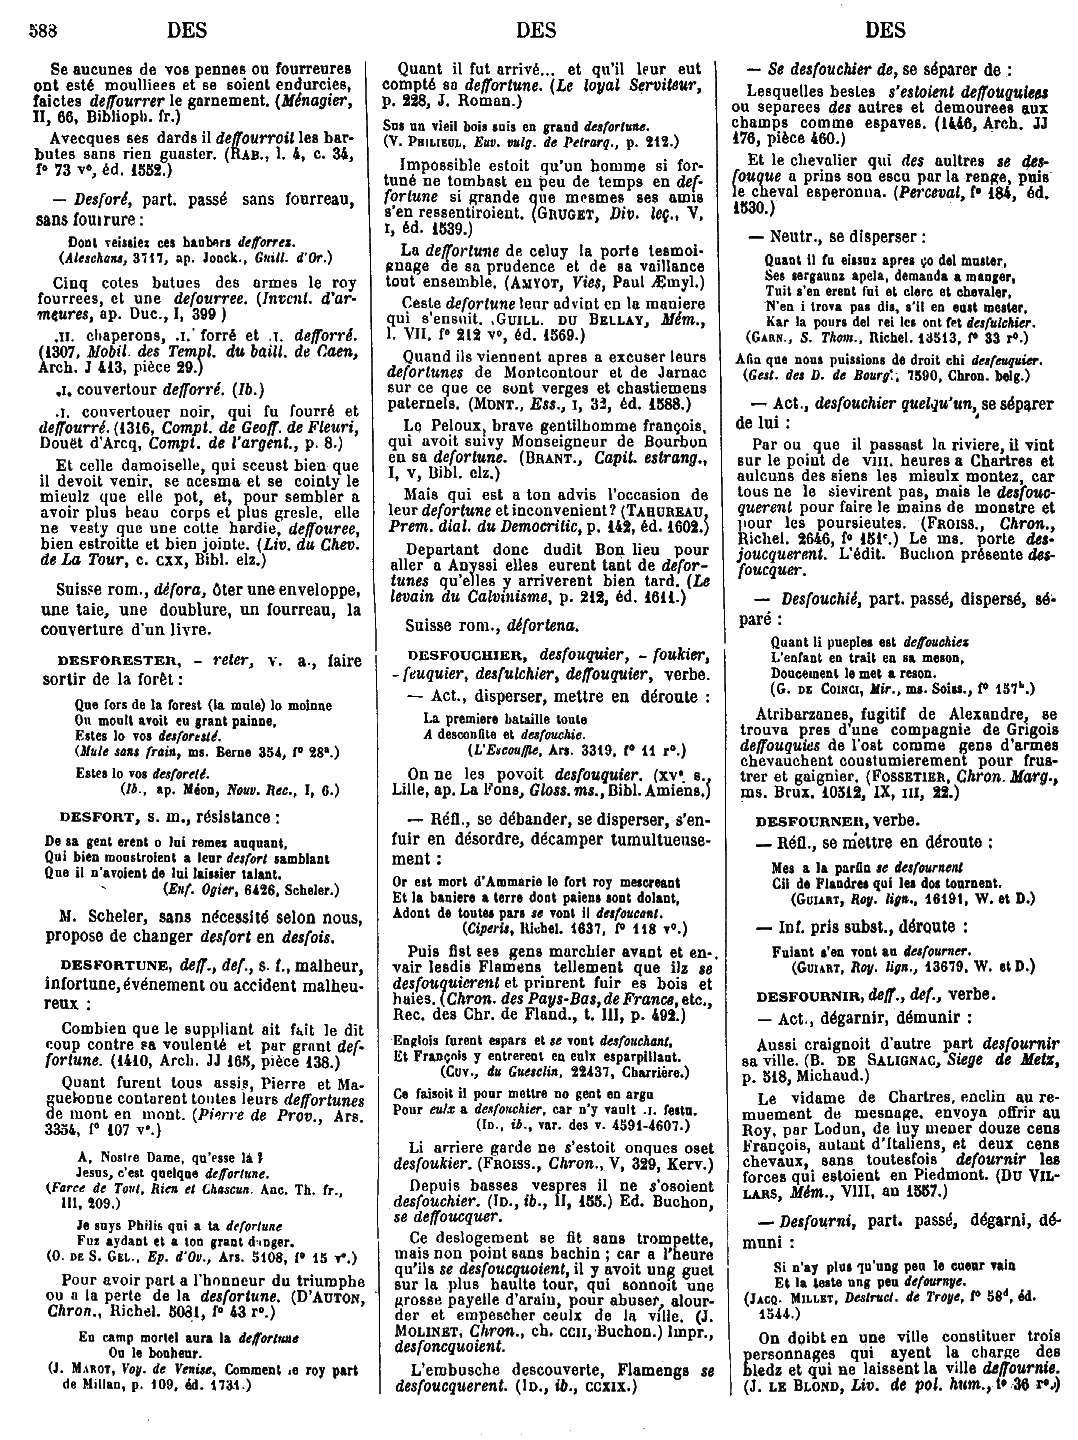 588 DES DES DES
Se aucunes de vos pennes ou fourreures
ont esté mouilliees et se soient endurcies,
faictes deffourrer le garnement. (Ménagier,
II, 66, Biblioph. fr.)
Avecques ses dards il deffourroit les bar-
butes sans rien guaster. (RAB., l. 4, c. 34,
f° 73 v°, éd. 1552.)
— Desforé, part. passé sans fourreau,
sans fourrure :
Dont veissiez ces haubers defforrez.
(Aleschans, 3717, ap. Jonck., Guill. d'Or.)
Cinq cotes batues des armes le roy
fourrees, et une defourree. (Invent. d'ar-
meures, ap. Duc., I, 399)
.II. chaperons, .I. forré et .I. defforré.
(1307, Mobil. des Templ. du baill. de Caen,
Arch. J 413, pièce 29.)
.I. couvertour defforré. (Ib.)
.I. convertouer noir, qui fu fourré et
deffourré. (1316, Compt. de Geoff. de Fleuri,
Douët d'Arcq, Compt. de l'argent., p. 8.)
Et celle damoiselle, qui sceust bien que
il devoit venir, se acesma et se cointy le
mieulz que elle pot, et, pour sembler a
avoir plus beau corps et plus gresle, elle
ne vesty que une cotte hardie, deffouree,
bien estroitte et bien jointe. (Liv. du Chev.
de La Tour, c. CXX, Bibl. elz.)
Suisse rom., défora, ôter une enveloppe,
une taie, une doublure, un fourreau, la
couverture d'un livre.
DESFORESTER, - reter, v. a., faire
sortir de la forêt :
Que fors de la forest (la mule) lo moinne
Ou moult avoit eu grant painne,
Estes lo vos desforesté.
(Mule sans frain, ms. Berne 354, f° 28ª.)
Estes lo vos desforeté.
(Ib., ap. Méon, Nouv. Rec., I, 6.)
DESFORT, s. m., résistance :
De sa gent erent o lui remez auquant,
Qui bien monstroient a leur desfort samblant
Que il n'avoient de lui laissier talant.
(Enf. Ogier, 6426, Scheler.)
M. Scheler, sans nécessité selon nous,
propose de changer desfort en desfois.
DESFORTUNE, deff., def., s. f., malheur,
infortune, événement ou accident malheu-
reux :
Combien que le suppliant ait fait le dit
coup contre sa voulenté et par grant def-
fortune. (1410, Arch. JJ 165, pièce 138.)
Quant furent tous assis, Pierre et Ma-
guelonne contarent toutes leurs deffortunes
de mont en mont. (Pierre de Prov., Ars.
3354, f° 107 v°.)
A, Nostre Dame, qu'esse là ?
Jesus, c'est quelque deffortune.
(Farce de Tout, Rien et Chascun. Anc. Th. fr.,
III, 209.)
Je suys Philis qui a ta defortune
Fuz aydant et a ton grant danger.
(O. DE S. GEL., Ep. d'Ov., Ars. 5108, f° 15 v°.)
Pour avoir part a l'honneur du triumphe
ou a la perte de la desfortune. (D'AUTON,
Chron., Richel. 5081, f° 43 r°.)
En camp mortel aura la deffortune
Ou le bonheur.
(J. MAROT, Voy. de Venise, Comment le roy part
de Millan, p. 109, éd. 1731.)
Quant il fut arrivé... et qu'il leur eut
compté sa deffortune. (Le loyal Serviteur,
p. 228, J. Roman.)
Sus un vieil bois suis en grand desfortune.
(V. PHILIEUL, Euv. vulg. de Petrarq., p. 212.)
Impossible estoit qu'un homme si for-
tuné ne tombast en peu de temps en def-
fortune si grande que mesmes ses amis
s'en ressentiroient. (GRUGET, Div. leç., V,
I, éd. 1539.)
La deffortune de celuy la porte tesmoi-
gnage de sa prudence et de sa vaillance
tout ensemble. (AMYOT, Vies, Paul Æmyl.)
Ceste defortune leur advint en la maniere
qui s'ensuit. (GUILL. DU BELLAY, Mém.,
l. VII, f° 212 v°, éd. 1569.)
Quand ils viennent apres a excuser leurs
defortunes de Montcontour et de Jarnac
sur ce que ce sont verges et chastiemens
paternels. (MONT., Ess., I, 32, éd. 1588.)
Le Peloux, brave gentilhomme françois,
qui avoit suivy Monseigneur de Bourbon
en sa defortune. (BRANT., Capit. estrang.,
I, V, Bibl. elz.)
Mais qui est a ton advis l'occasion de
leur defortune et inconvenient? (TAHUREAU,
Prem. dial. du Democritic, p. 142, éd. 1602.)
Departant donc dudit Bon lieu pour
aller a Anyssi elles eurent tant de defor-
tunes qu'elles y arriverent bien tard. (Le
levain du Calvinisme, p. 212, éd. 1611.)
Suisse rom., défortena.
DESFOUCHIER, desfouquier, - foukier,
- feuquier, desfulchier, deffouquier, verbe.
— Act., disperser, mettre en déroute :
La premiere bataille toute
A desconfite et desfouchie.
(L'Escouffle, Ars. 3319, f° 11 r°.)
On ne les povoit desfouquier. (XVe s.,
Lille, ap. La Fons, Gloss. ms., Bibl. Amiens.)
— Réfl., se débander, se disperser, s'en-
fuir en désordre, décamper tumultueuse-
ment :
Or est mort d'Ammarie le fort roy mescreant
Et la baniere a terre dont paiens sont dolant,
Adont de toutes pars se vont il desfoucant.
(Ciperis, Richel. 1637, f° 118 v°.)
Puis fist ses gens marchier avant et en-
vair lesdis Flamens tellement que ilz se
desfouquierent et prinrent fuir es bois et
haies. (Chron. des Pays-Bas, de France, etc.,
Rec. des Chr. de Fland., t. III, p. 492.)
Englois furent espars et se vont desfouchant,
Et François y entrerent en eulx esparpillant.
(CUV., du Guesclin, 22437, Charrière.)
Ce faisoit il pour mettre no gent en argu
Pour eulx a desfouchier, car n'y vault .I. festu.
(ID., ib., var. des v. 4591-4607.)
Li arriere garde ne s'estoit onques oset
desfoukier. (FROISS., Chron., V, 329, Kerv.)
Depuis basses vespres il ne s'osoient
desfouchier. (ID., ib., II, 155.) Ed. Buchon,
se deffoucquer.
Ce deslogement se fit sans trompette,
mais non point sans bachin ; car a l'heure
qu'ils se desfoucquoient, il y avoit ung guet
sur la plus haulte tour, qui sonnoit une
grosse payelle d'arain, pour abuser, alour-
der et empescher ceulx de la ville. (J.
MOLINET, Chron., ch. CCII, Buchon.) Impr.,
desfoncquoient.
L'embusche descouverte, Flamengs se
desfoucquerent. (ID., ib., CCXIX.)
— Se desfouchier de, se séparer de :
Lesquelles bestes s'estoient deffouquiees
ou separees des autres et demourees aux
champs comme espaves. (1446, Arch. JJ
176, pièce 460.)
Et le chevalier qui des aultres se des-
fouque a prins son escu par la renge, puis
le cheval esperonna. (Perceval, f° 184, éd.
1530.)
— Neutr., se disperser :
Quant il fu eissuz apres ço del muster,
Ses sergaunz apela, demanda a manger,
Tuit s'en erent fui et clerc et chevaler,
N'en i trova pas dis, s'il en eust mester,
Kar la pours del rei les ont fet desfulchier.
(GARN., S. Thom., Richel. 13513, f° 33 r°.)
Afin que nous puissions de droit chi desfeuquier.
(Gest. des D. de Bourg., 7590, Chron. belg.)
— Act., desfouchier quelqu'un, se séparer
de lui :
Par ou que il passast la riviere, il vint
sur le point de VIII. heures a Chartres et
aulcuns des siens les mieulx montez, car
tous ne le sievirent pas, mais le desfouc-
querent pour faire le mains de monstre et
pour les poursieutes. (FROISS., Chron.,
Richel. 2646, f° 151c.) Le ms. porte des-
joucquerent. L'édit. Buchon présente des-
foucquer.
— Desfouchié, part. passé, dispersé, sé-
paré :
Quant li pueples est deffouchiez
L'enfant en trait en sa meson,
Doucement le met a reson.
(G. DE COINCI, Mir., ms. Soiss., f° 157b.)
Atribarzanes, fugitif de Alexandre, se
trouva pres d'une compagnie de Grigois
deffouquies de l'ost comme gens d'armes
chevauchent coustumierement pour frus-
trer et gaignier. (FOSSETIER, Chron. Marg.,
ms. Brux. 10512, IX, III, 22.)
DESFOURNER, verbe.
— Réfl., se mettre en déroute :
Mes a la parfin se desfournent
Cil de Flandres qui les dos tournent.
(GUIART, Roy. lign., 16191, W. et D.)
— Inf. pris subst., déroute :
Fuiant s'en vont au desfourner.
(GUIART, Roy. lign., 13679, W. et D.)
DESFOURNIR, deff., def., verbe.
— Act., dégarnir, démunir :
Aussi craignoit d'autre part desfournir
sa ville. (B. DE SALIGNAC, Siege de Metz,
p. 518, Michaud.)
Le vidame de Chartres, enclin au re-
muement de mesnage, envoya offrir au
Roy, par Lodun, de luy mener douze cens
François, autant d'Italiens, et deux cens
chevaux, sans toutesfois defournir les
forces qui estoient en Piedmont. (DU VIL-
LARS, Mém., VIII, an 1557.)
— Desfourni, part. passé, dégarni, dé-
muni :
Si n'ay plus qu'ung peu le cueur vain
Et la teste ung peu defournye.
(JACQ. MILLET, Destruct. de Troye, f° 58d, éd.
1544.)
On doibt en une ville constituer trois
personnages qui ayent la charge des
bledz et qui ne laissent la ville deffournie.
(J. LE BLOND, Liv. de pol. hum., f° 36 r°.)